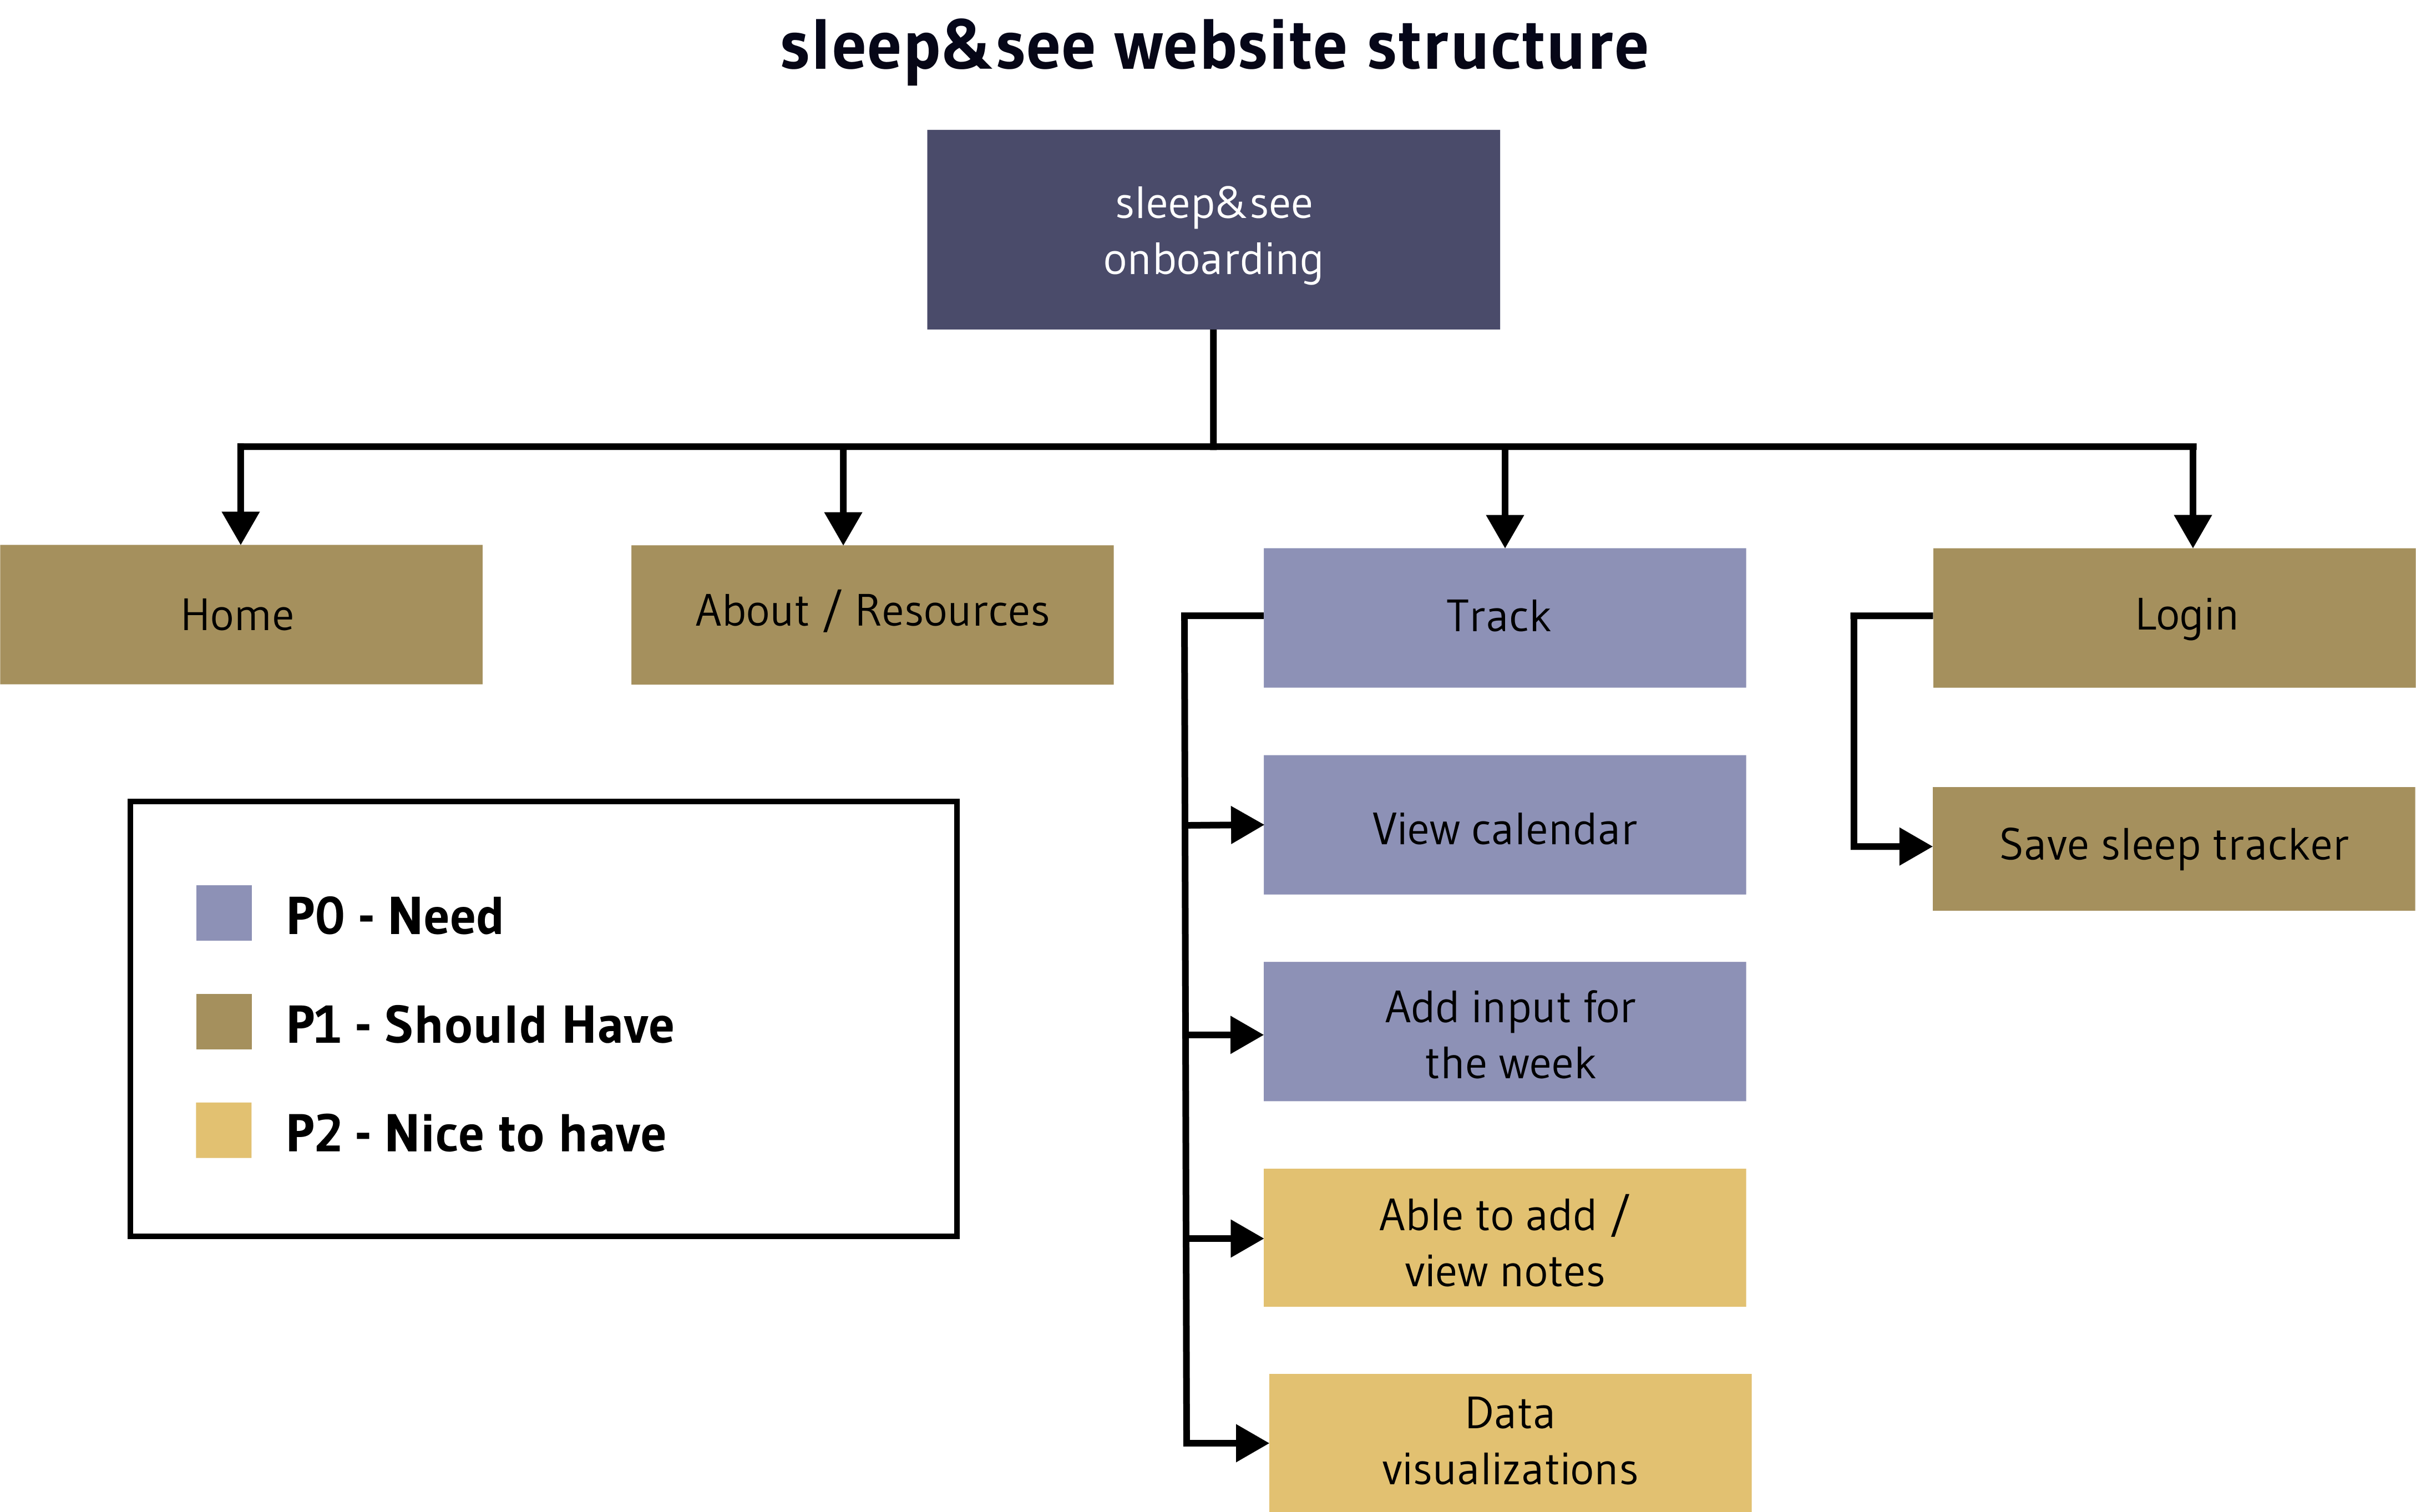 sleep&see website structure
sleep&see
onboarding
Home
About / Resources
Track
Login
View calendar
Save sleep tracker
Add input for
the week
Able to add /
view notes
Data
visualizations
P0 - Need
P1 - Should Have
P2 - Nice to have